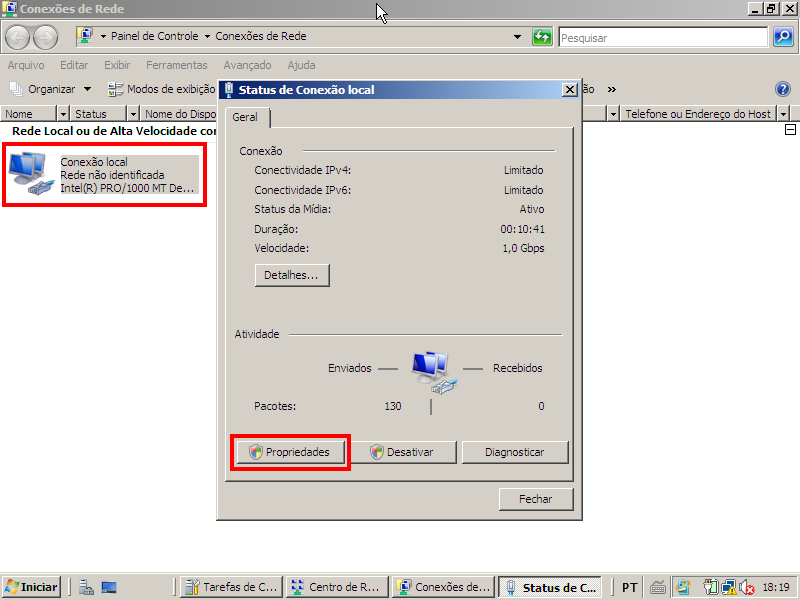 Conexões de Rede
Painel de Controle Conexões de Rede
Pesquisar
Arquivo Editar Exibir Ferramentas Avançado Ajuda
Organizar Modos de exibição ão »
Nome Status Nome do Dispo Telefone ou Endereço do Host
Rede Local ou de Alta Velocidade co
Conexão local
Rede não identificada
Intel(R) PRO/1000 MT De...
Status de Conexão local
Geral
Conexão
Conectividade IPv4: Limitado
Conectividade IPv6: Limitado
Status da Mídia: Ativo
Duração: 00:10:41
Velocidade: 1,0 Gbps
Detalhes...
Atividade
Enviados Recebidos
Pacotes: 130 0
Propriedades Desativar Diagnosticar
Fechar
Iniciar Tarefas de C... Centro de R... Conexões de... Status de C... PT 18:19